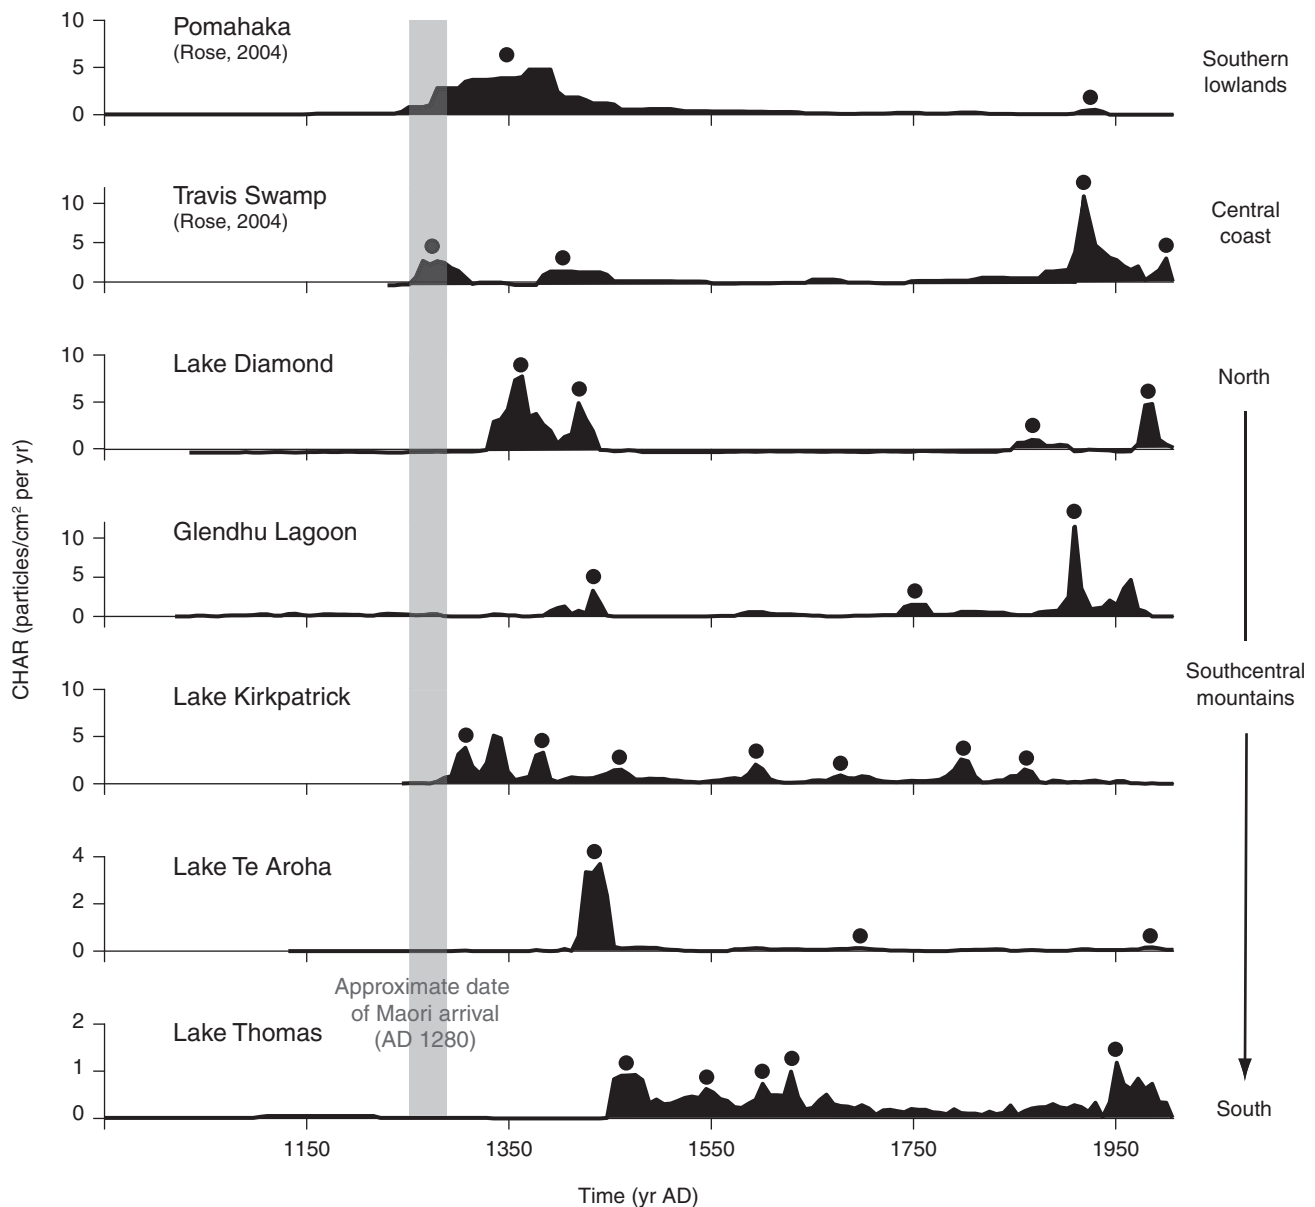 10
Pomahaka
(Rose, 2004)
5
0
Southern
lowlands
10
Travis Swamp
(Rose, 2004)
5
0
Central
coast
10
Lake Diamond
5
0
North
10
Glendhu Lagoon
5
0
CHAR (particles/cm² per yr)
Southcentral
mountains
10
Lake Kirkpatrick
5
0
4
Lake Te Aroha
2
0
Approximate date
of Maori arrival
(AD 1280)
2
Lake Thomas
1
0
South
1150 1350 1550 1750 1950
Time (yr AD)